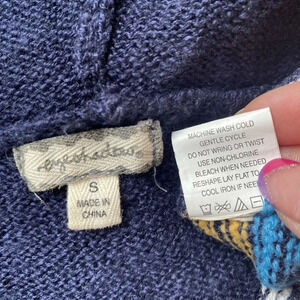 eyeshadow
S
MADE IN
CHINA
MACHINE WASH COLD
GENTLE CYCLE
DO NOT WRING OR TWIST
USE NON-CHLORINE
BLEACH WHEN NEEDED
RESHAPE LAY FLAT TO
COOL IRON IF NEEDED